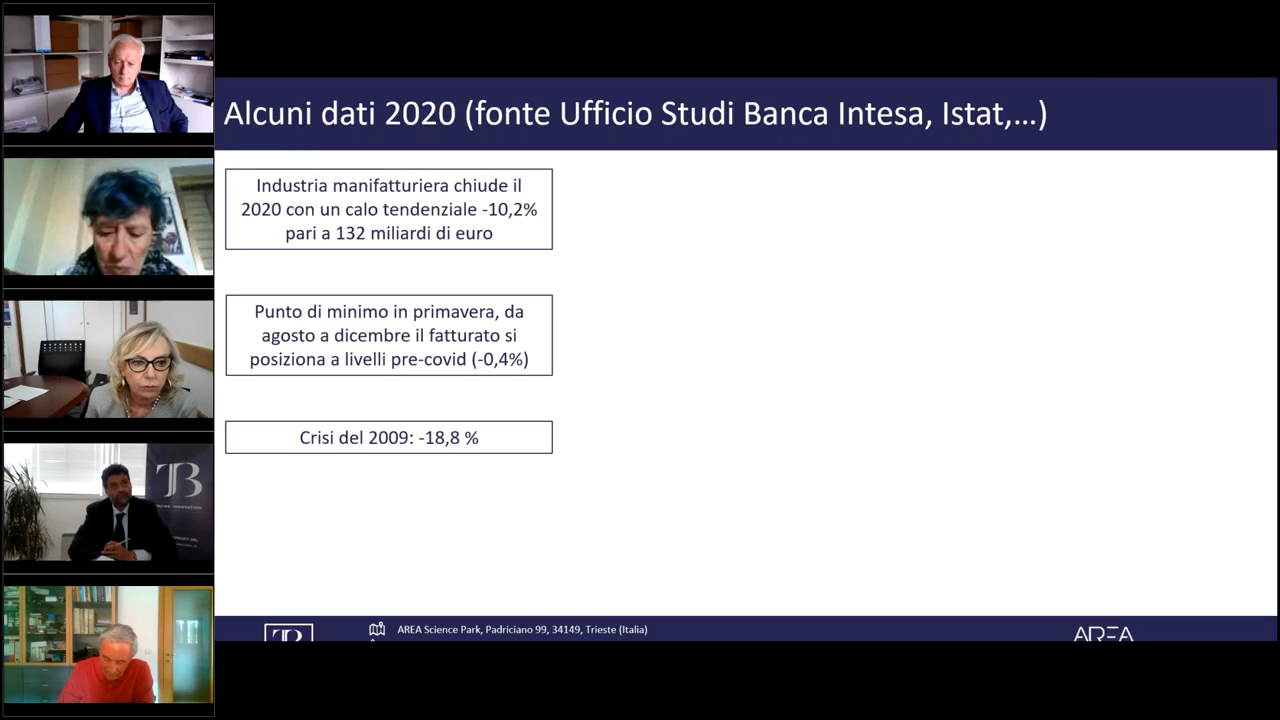 Alcuni dati 2020 (fonte Ufficio Studi Banca Intesa, Istat,...)
Industria manifatturiera chiude il
2020 con un calo tendenziale -10,2%
pari a 132 miliardi di euro
Punto di minimo in primavera, da
agosto a dicembre il fatturato si
posiziona a livelli pre-covid (-0,4%)
Crisi del 2009: -18,8 %
TB
TB
AREA Science Park, Padriciano 99, 34149, Trieste (Italia)
AREA